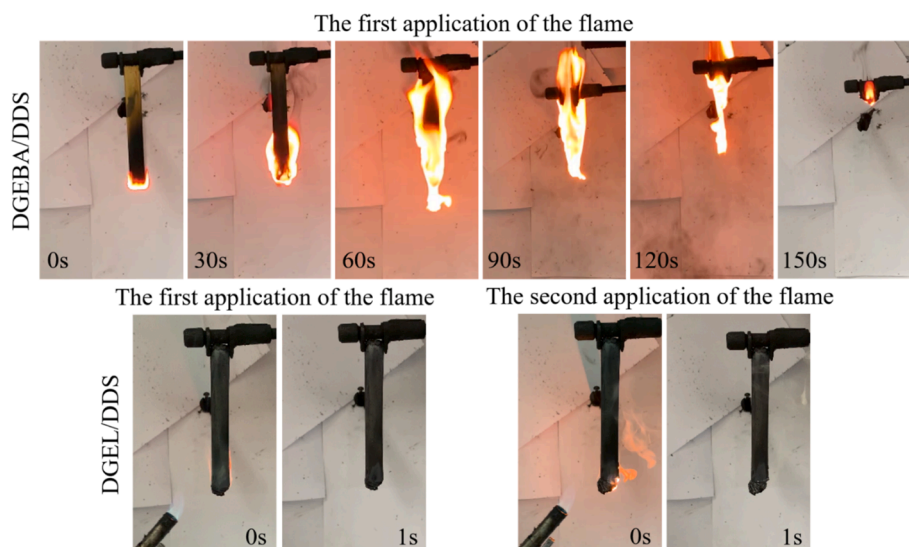 The first application of the flame
DGEBA/DDS
0s
30s
60s
90s
120s
150s
The first application of the flame
The second application of the flame
DGEL/DDS
0s
1s
0s
1s